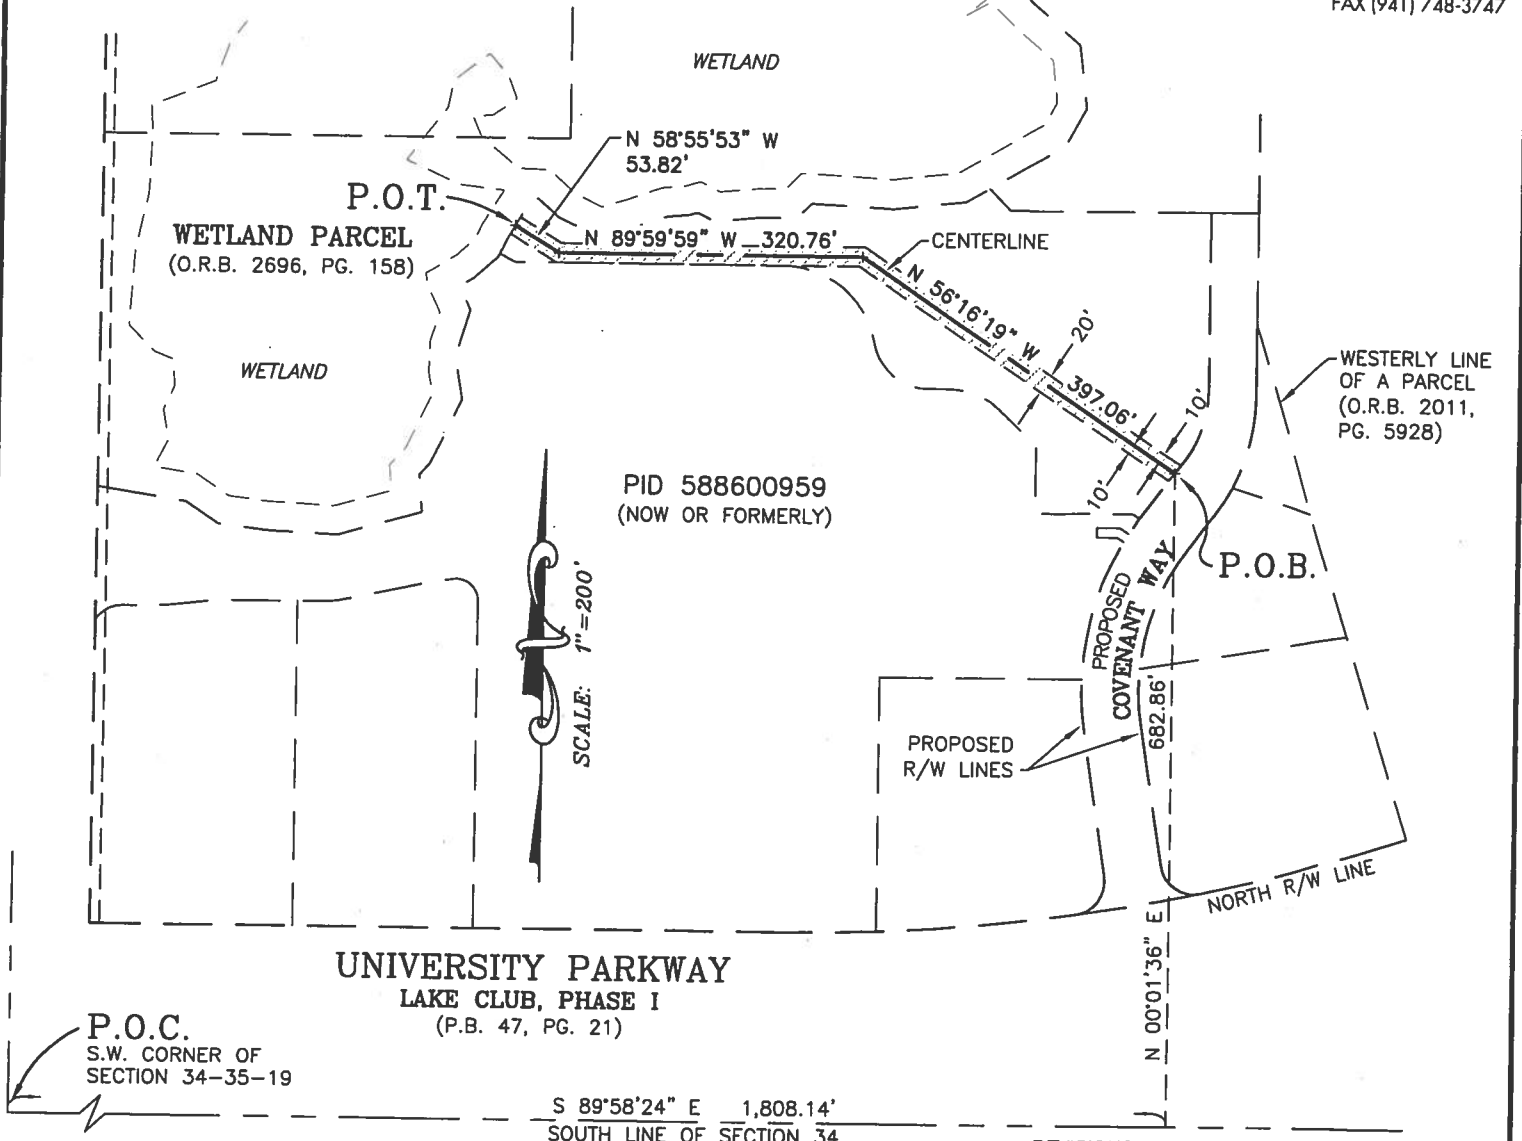 FAX (941) 748-3747
WETLAND
N 58°55'53" W
53.82'
P.O.T.
WETLAND PARCEL
(O.R.B. 2696, PG. 158)
N 89°59'59" W 320.76'
CENTERLINE
N 56°16'19" W
397.06'
20'
10'
10'
WESTERLY LINE
OF A PARCEL
(O.R.B. 2011,
PG. 5928)
WETLAND
PID 588600959
(NOW OR FORMERLY)
P.O.B.
SCALE: 1"=200'
PROPOSED
COVENANT WAY
682.86'
PROPOSED
R/W LINES
NORTH R/W LINE
N 00°01'36" E
UNIVERSITY PARKWAY
LAKE CLUB, PHASE I
(P.B. 47, PG. 21)
P.O.C.
S.W. CORNER OF
SECTION 34-35-19
S 89°58'24" E 1,808.14'
SOUTH LINE OF SECTION 34